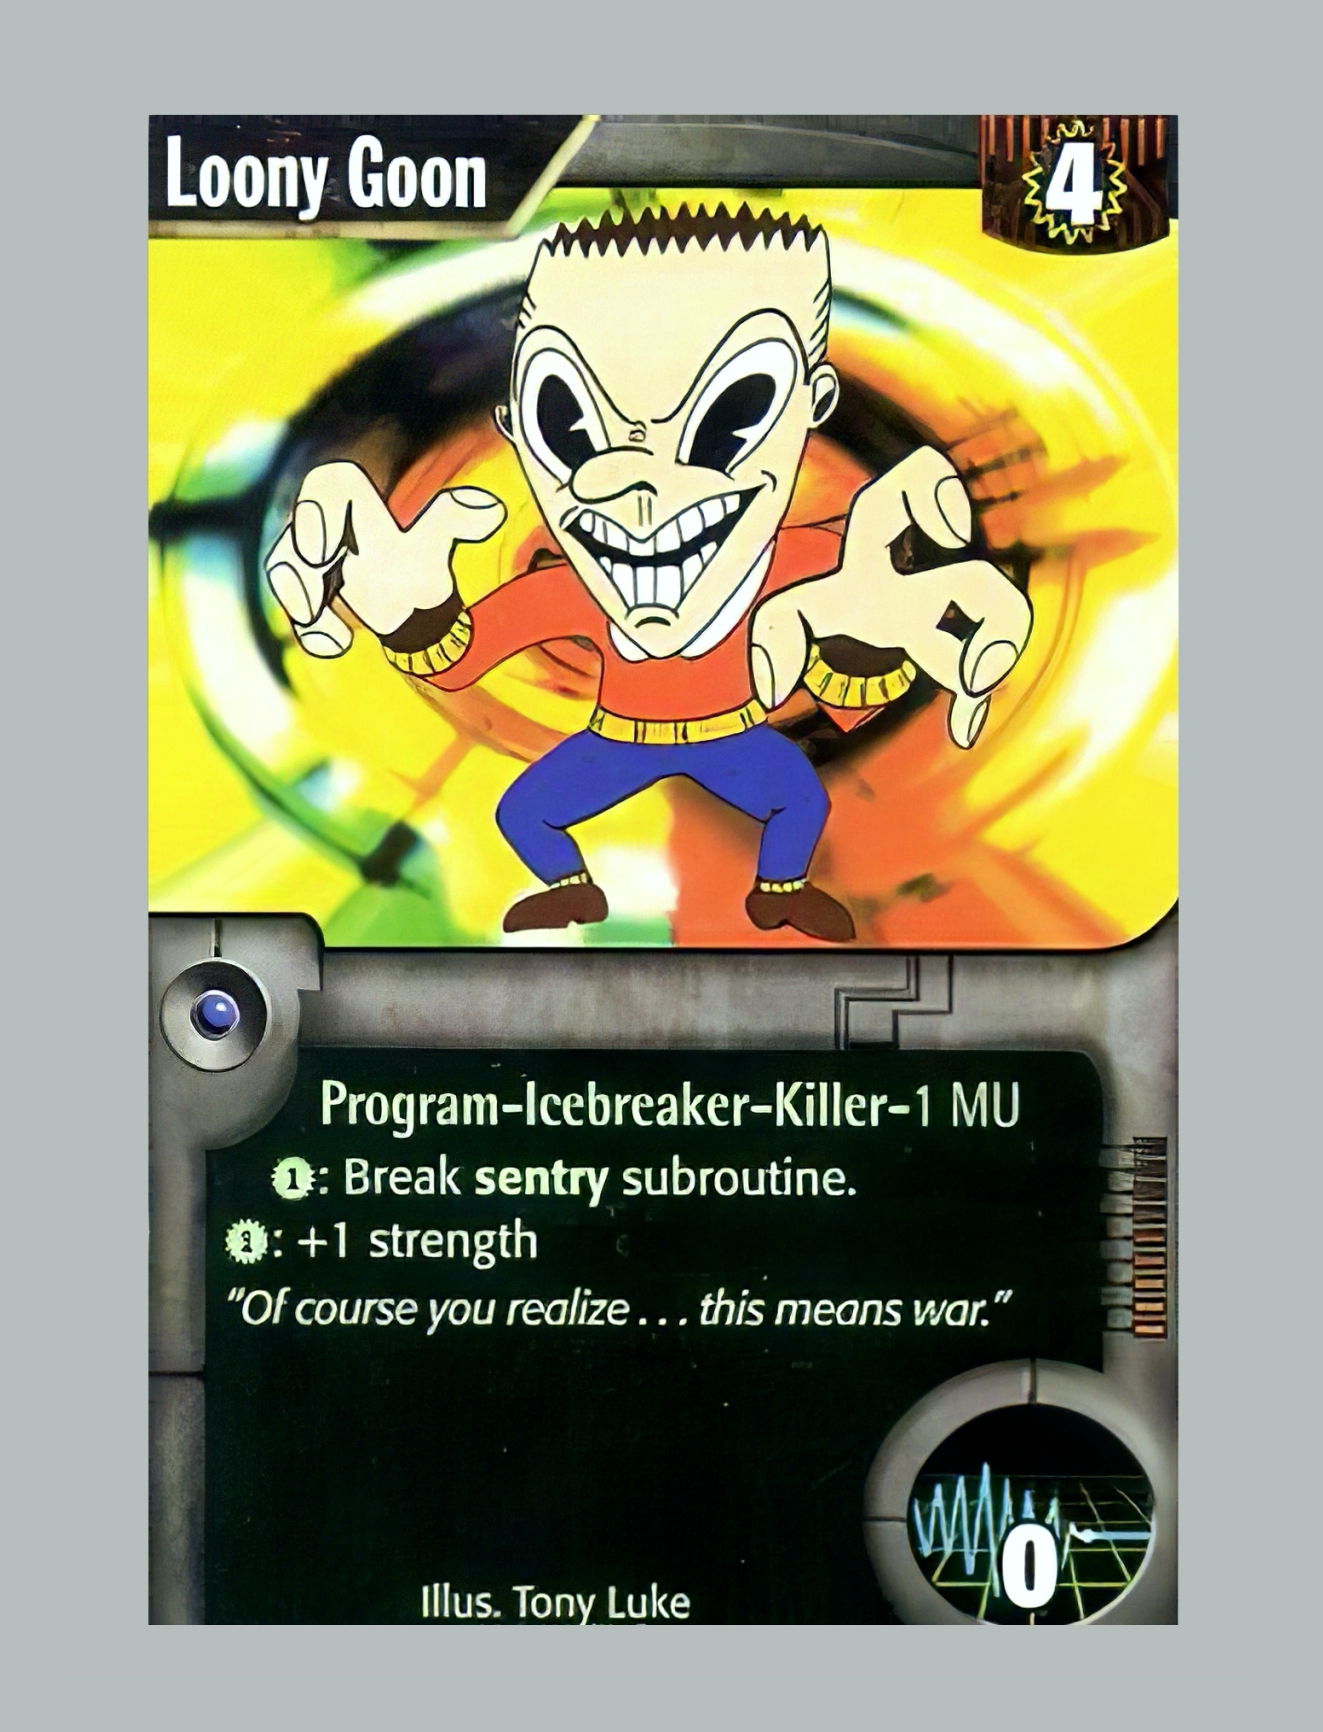 Loony Goon
4
Program-Icebreaker-Killer-1 MU
1: Break sentry subroutine.
1: +1 strength
"Of course you realize . . . this means war."
0
Illus. Tony Luke